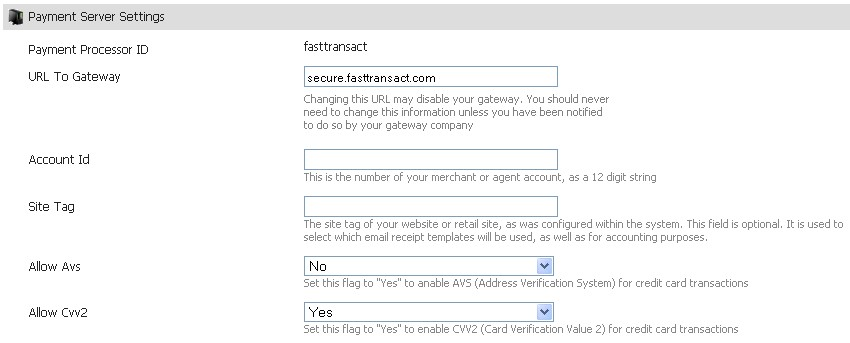 Payment Server Settings
Payment Processor ID
fasttransact
URL To Gateway
secure.fasttransact.com
Changing this URL may disable your gateway. You should never
need to change this information unless you have been notified
to do so by your gateway company
Account Id
This is the number of your merchant or agent account, as a 12 digit string
Site Tag
The site tag of your website or retail site, as was configured within the system. This field is optional. It is used to
select which email receipt templates will be used, as well as for accounting purposes.
Allow Avs
No
Set this flag to "Yes" to anable AVS (Address Verification System) for credit card transactions
Allow Cvv2
Yes
Set this flag to "Yes" to enable CVV2 (Card Verification Value 2) for credit card transactions